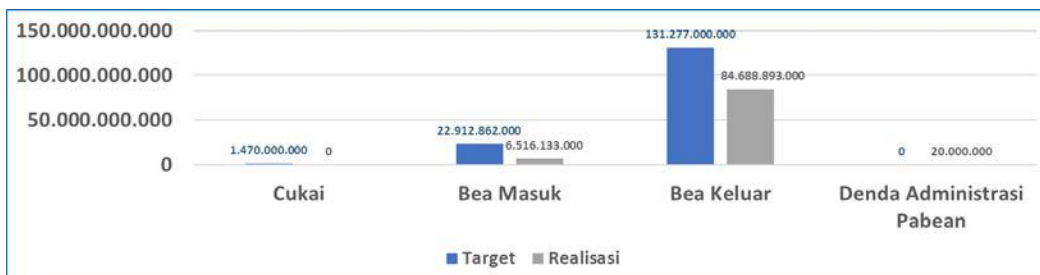 150.000.000.000
100.000.000.000
50.000.000.000
0
1.470.000.000
0
22.912.862.000
6.516.133.000
131.277.000.000
84.688.893.000
0
20.000.000
Cukai
Bea Masuk
Bea Keluar
Denda Administrasi
Pabean
Target
Realisasi